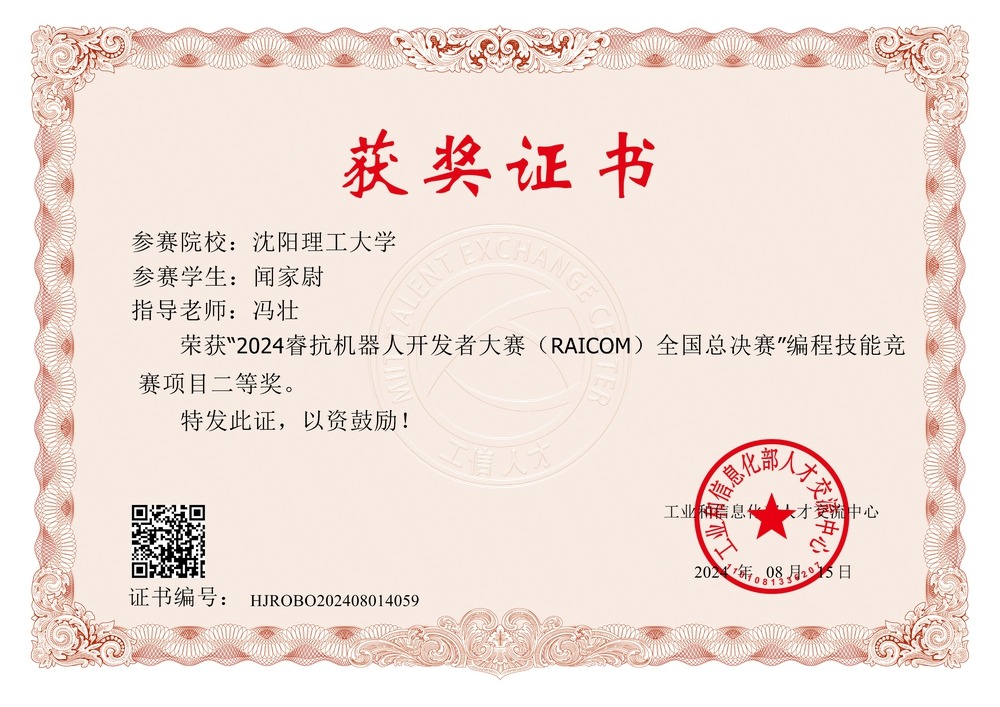 获奖证书
参赛院校：沈阳理工大学
参赛学生：闻家尉
指导老师：冯壮
荣获“2024睿抗机器人开发者大赛（RAICOM）全国总决赛”编程技能竞
赛项目二等奖。
特发此证，以资鼓励！
MIIT TALENT EXCHANGE CENTER
工信人才
工业和信息化部人才交流中心
工业和信息化部人才交流中心
2024 年 08 月 15 日
证书编号： HJROBO202408014059